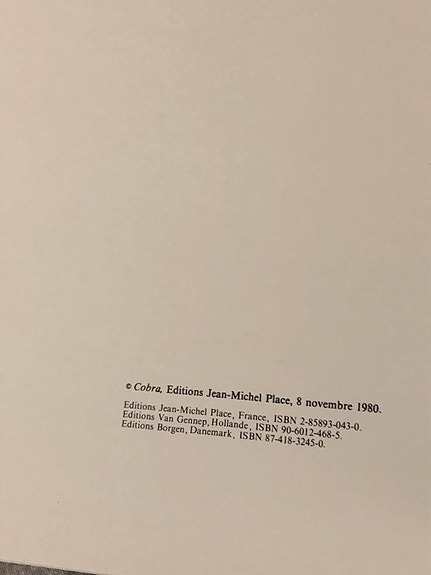 © Cobra, Editions Jean-Michel Place, 8 novembre 1980.
Editions Jean-Michel Place, France, ISBN 2-85893-043-0.
Editions Van Gennep, Hollande, ISBN 90-6012-468-5.
Editions Borgen, Danemark, ISBN 87-418-3245-0.